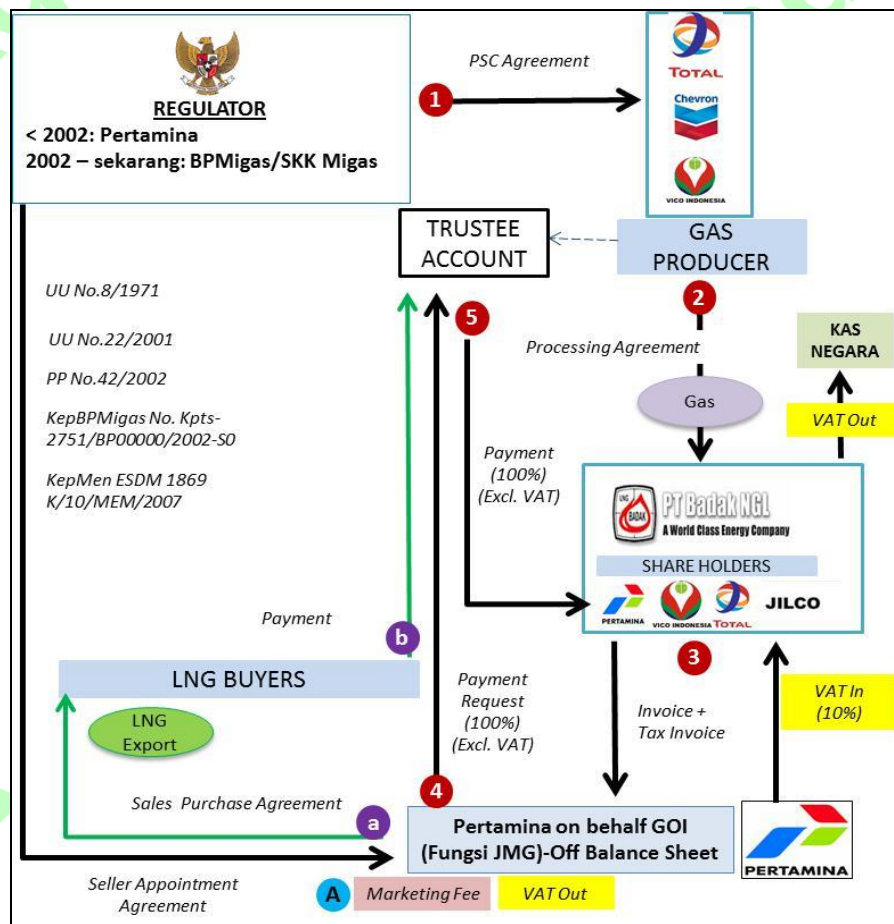 REGULATOR
< 2002: Pertamina
2002 – sekarang: BPMigas/SKK Migas
PSC Agreement
1
TOTAL
Chevron
VICO INDONESIA
TRUSTEE
ACCOUNT
GAS
PRODUCER
UU No.8/1971
UU No.22/2001
PP No.42/2002
KepBPMigas No. Kpts-
2751/BP00000/2002-S0
KepMen ESDM 1869
K/10/MEM/2007
5
2
Processing Agreement
Gas
KAS
NEGARA
VAT Out
Payment
(100%)
(Excl. VAT)
LNG
BADAK
PT Badak NGL
A World Class Energy Company
SHARE HOLDERS
PERTAMINA
VICO INDONESIA
TOTAL
JILCO
3
Payment
b
LNG BUYERS
LNG
Export
Payment
Request
(100%)
(Excl. VAT)
Invoice +
Tax Invoice
VAT In
(10%)
Sales Purchase Agreement
a
4
Pertamina on behalf GOI
(Fungsi JMG)-Off Balance Sheet
PERTAMINA
Seller Appointment
Agreement
A
Marketing Fee
VAT Out